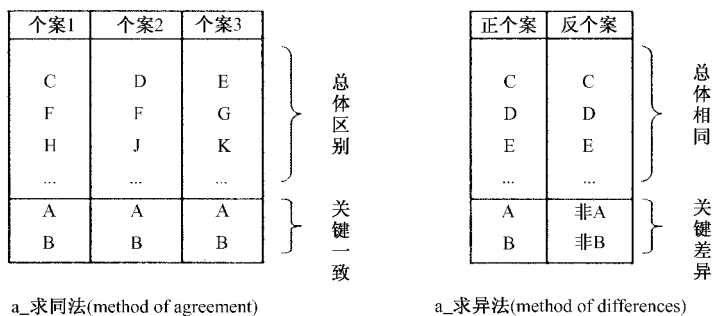 个案1 个案2 个案3
C D E
F F G
H J K
... ... ...
A A A
B B B
总体区别
关键一致
a_求同法(method of agreement)
正个案 反个案
C C
D D
E E
... ...
A 非A
B 非B
总体相同
关键差异
a_求异法(method of differences)